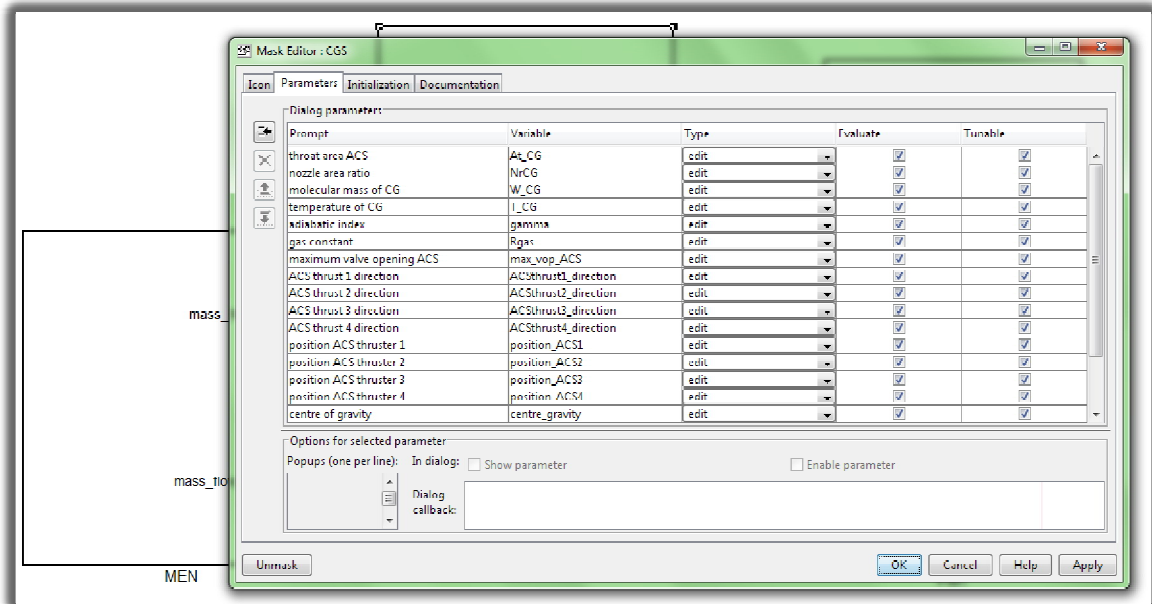 Mask Editor : CGS
Icon Parameters Initialization Documentation
Dialog parameters
Prompt Variable Type Evaluate Tunable
throat area ACS At_CG edit
nozzle area ratio NrCG edit
molecular mass of CG W_CG edit
temperature of CG T_CG edit
adiabatic index gamma edit
gas constant Rgas edit
maximum valve opening ACS max_vop_ACS edit
ACS thrust 1 direction ACSthrust1_direction edit
ACS thrust 2 direction ACSthrust2_direction edit
ACS thrust 3 direction ACSthrust3_direction edit
ACS thrust 4 direction ACSthrust4_direction edit
position ACS thruster 1 position_ACS1 edit
position ACS thruster 2 position_ACS2 edit
position ACS thruster 3 position_ACS3 edit
position ACS thruster 4 position_ACS4 edit
centre of gravity centre_gravity edit
mass_
Options for selected parameter
Popups (one per line): In dialog: Show parameter Enable parameter
mass_flo
Dialog
callback:
Unmask OK Cancel Help Apply
MEN